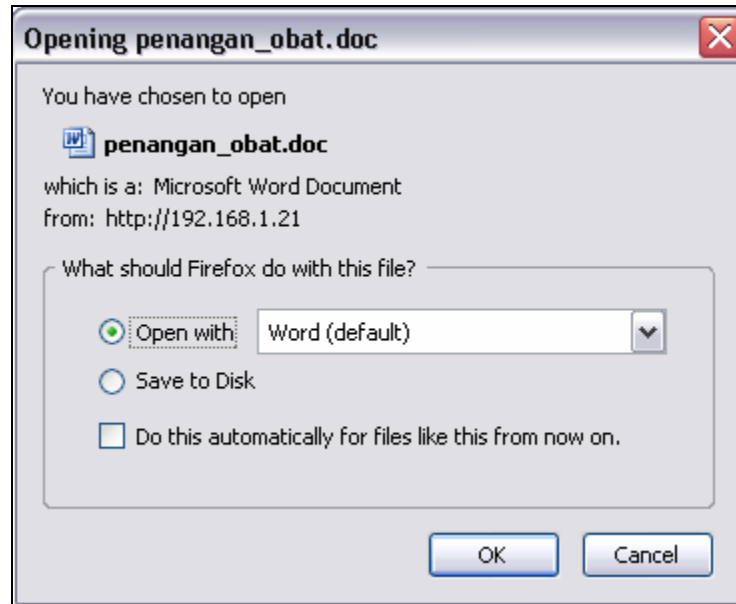 Opening penangan_obat.doc
You have chosen to open
penangan_obat.doc
which is a: Microsoft Word Document
from: http://192.168.1.21
What should Firefox do with this file?
Open with Word (default)
Save to Disk
Do this automatically for files like this from now on.
OK Cancel